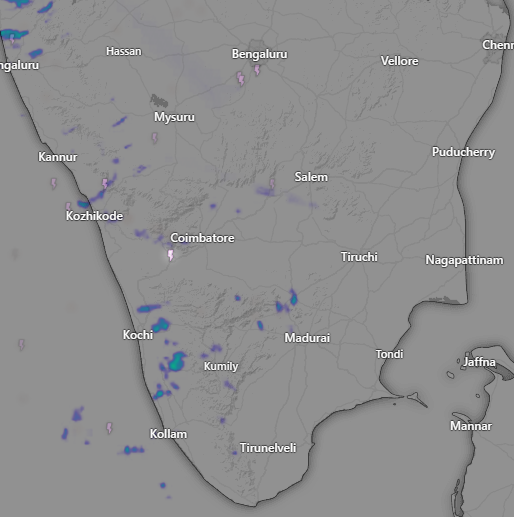 Hassan
Bengaluru
Vellore
Chenn
ngaluru
Mysuru
Kannur
Puducherry
Salem
Kozhikode
Coimbatore
Tiruchi
Nagapattinam
Kochi
Madurai
Tondi
Kumily
Jaffna
Mannar
Kollam
Tirunelveli